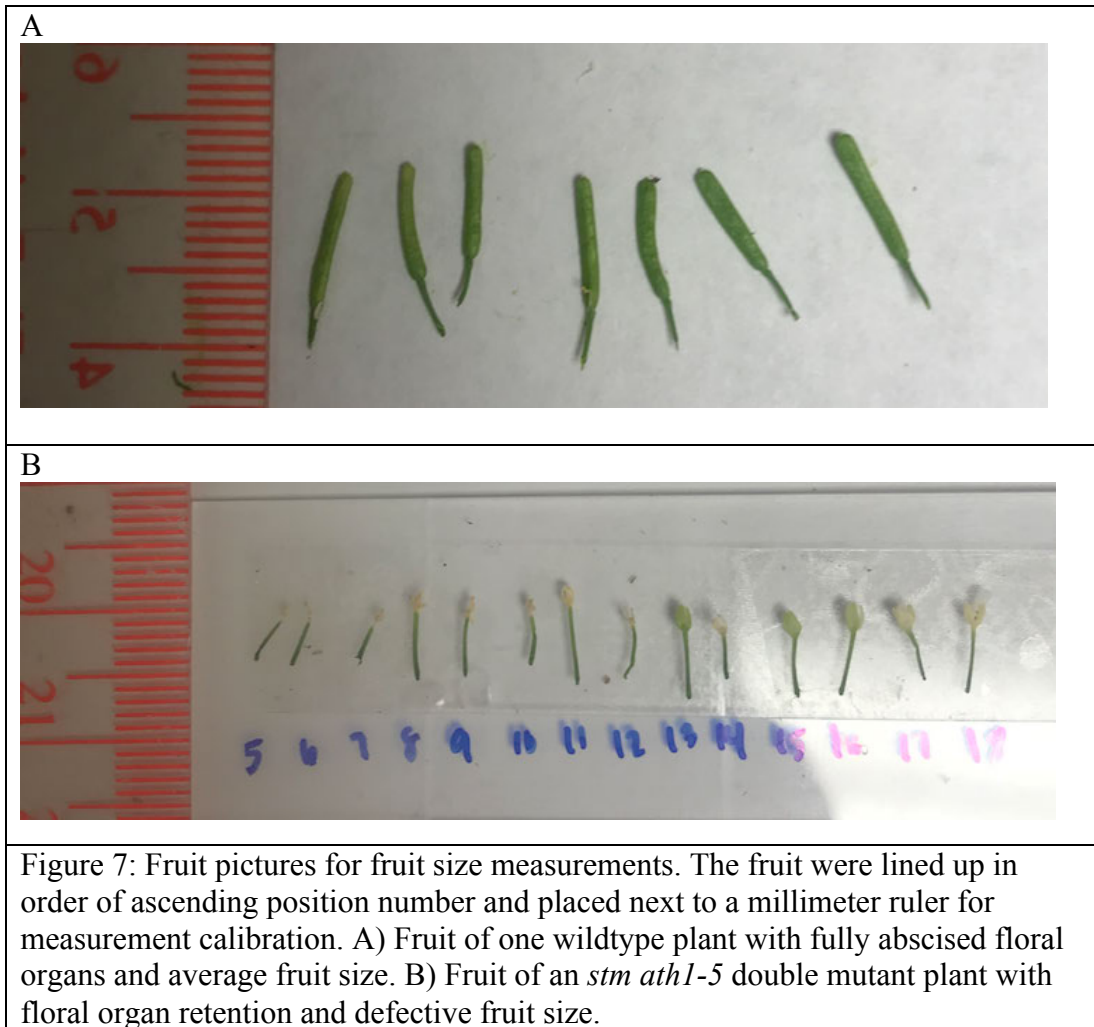 A
6
5
4
B
20
21
5 6 7 8 9 10 11 12 13 14 15 16 17 18
Figure 7: Fruit pictures for fruit size measurements. The fruit were lined up in
order of ascending position number and placed next to a millimeter ruler for
measurement calibration. A) Fruit of one wildtype plant with fully abscised floral
organs and average fruit size. B) Fruit of an stm ath1-5 double mutant plant with
floral organ retention and defective fruit size.